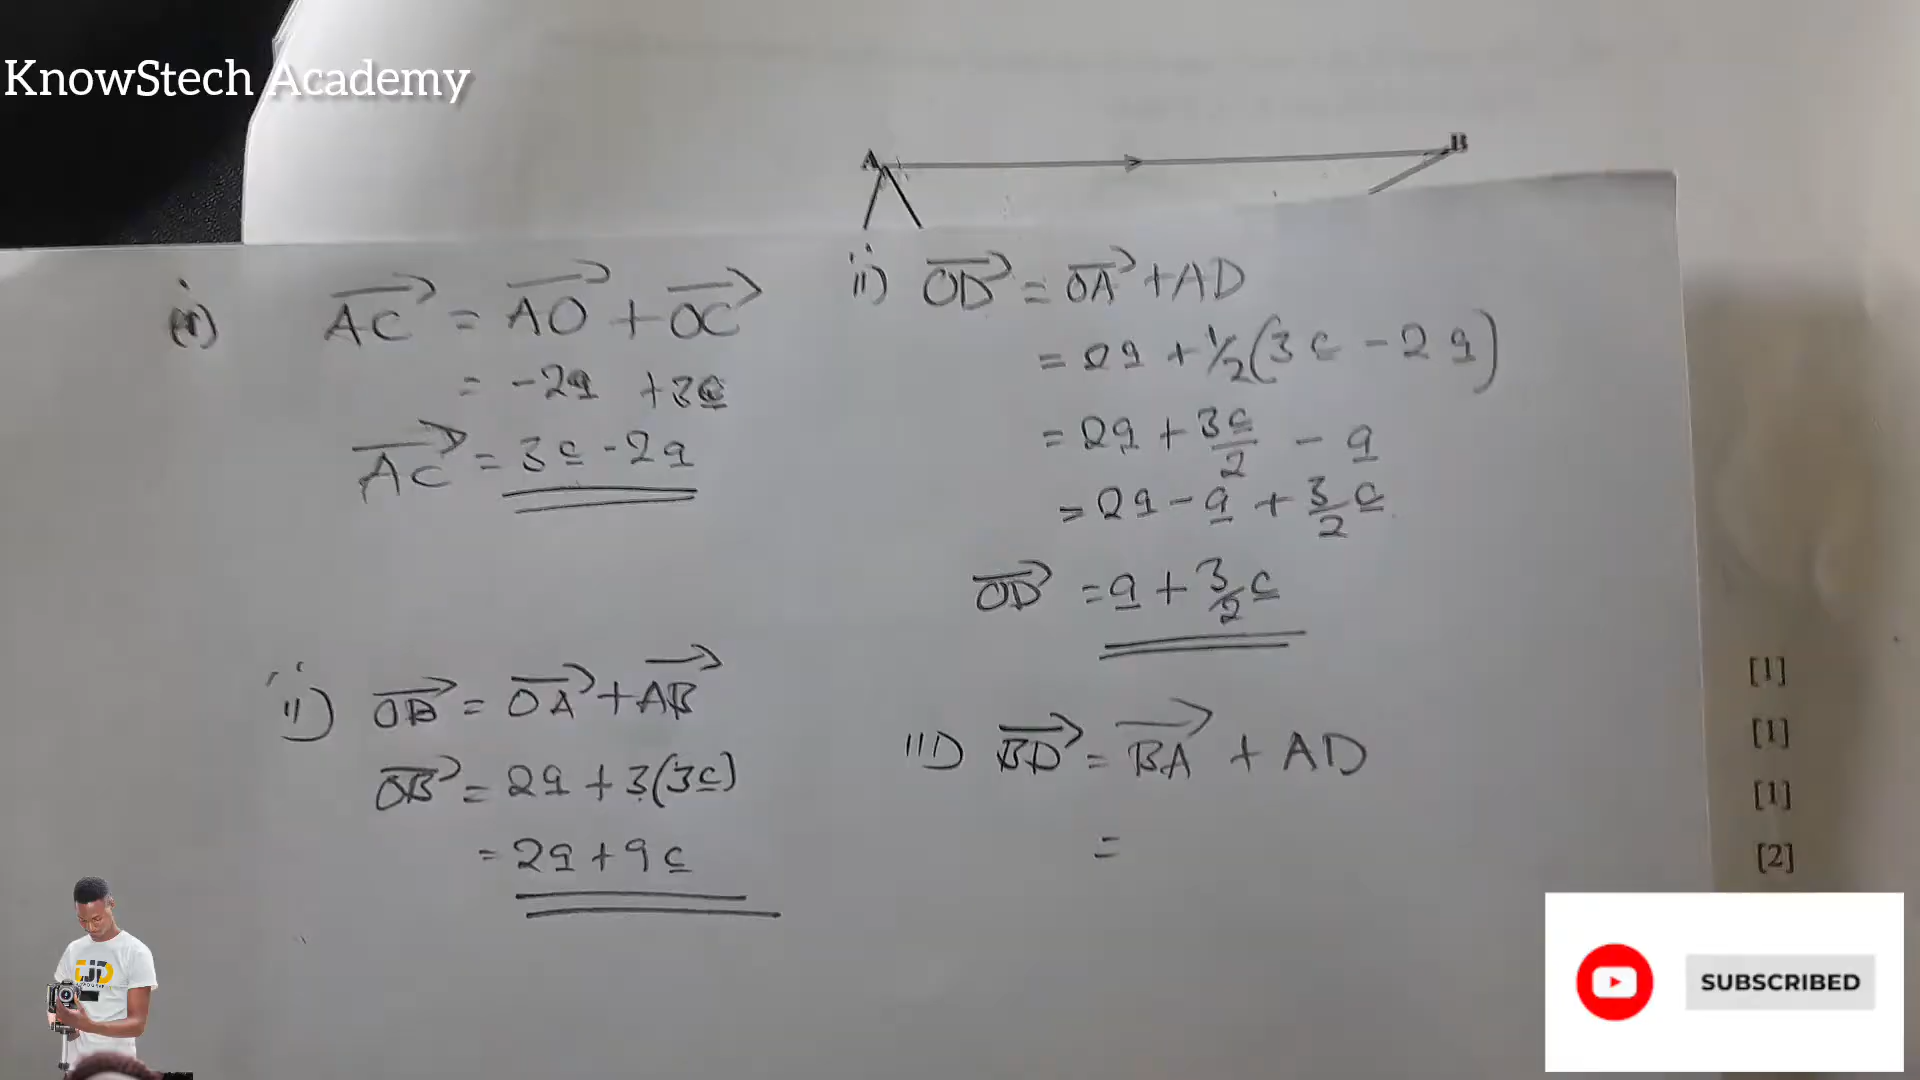 KnowStech Academy
A B
(i) AC = AO + OC
= -2a + 3c
AC = 3c - 2a
ii) OB = OA + AB
OB = 2a + 3(3c)
= 2a + 9c
ii) OD = OA + AD
= 2a + 1/2(3c - 2a)
= 2a + 3c/2 - a
= 2a - a + 3/2 c
OD = a + 3/2 c
III) BD = BA + AD
=
[1]
[1]
[1]
[2]
SUBSCRIBED